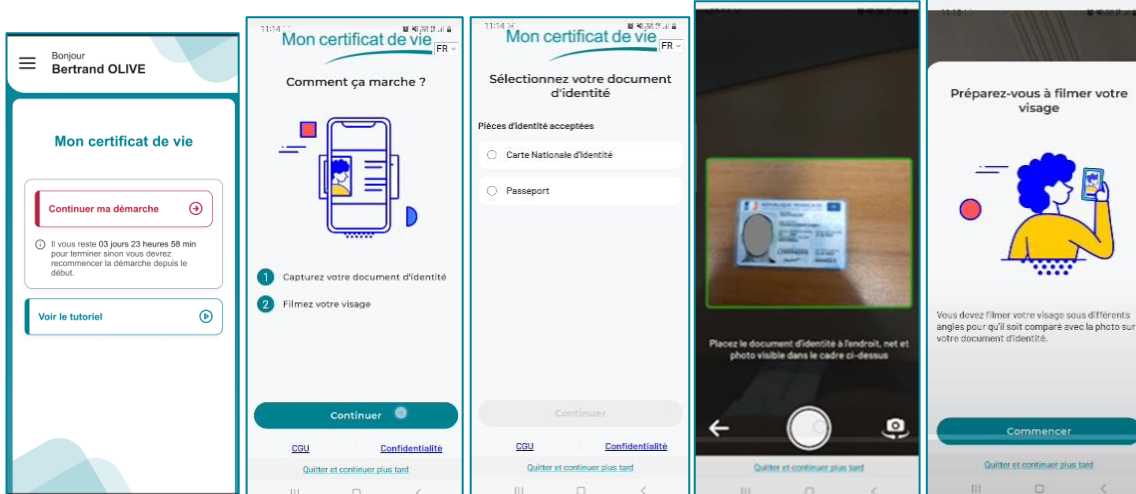 Bonjour
Bertrand OLIVE
Mon certificat de vie
Continuer ma démarche
Il vous reste 03 jours 23 heures 58 min
pour terminer sinon vous devrez
recommencer la démarche depuis le
début.
Voir le tutoriel
11:14
Mon certificat de vie
FR
Comment ça marche ?
1 Capturez votre document d'identité
2 Filmez votre visage
Continuer
CGU Confidentialité
Quitter et continuer plus tard
11:14
Mon certificat de vie
FR
Sélectionnez votre document
d'identité
Pièces d'identité acceptées
Carte Nationale d'Identité
Passeport
Continuer
CGU Confidentialité
Quitter et continuer plus tard
RÉPUBLIQUE FRANÇAISE
Placez le document d'identité à l'endroit, net et
photo visible dans le cadre ci-dessus
Quitter et continuer plus tard
Préparez-vous à filmer votre
visage
Vous devez filmer votre visage sous différents
angles pour qu'il soit comparé avec la photo sur
votre document d'identité.
Commencer
Quitter et continuer plus tard